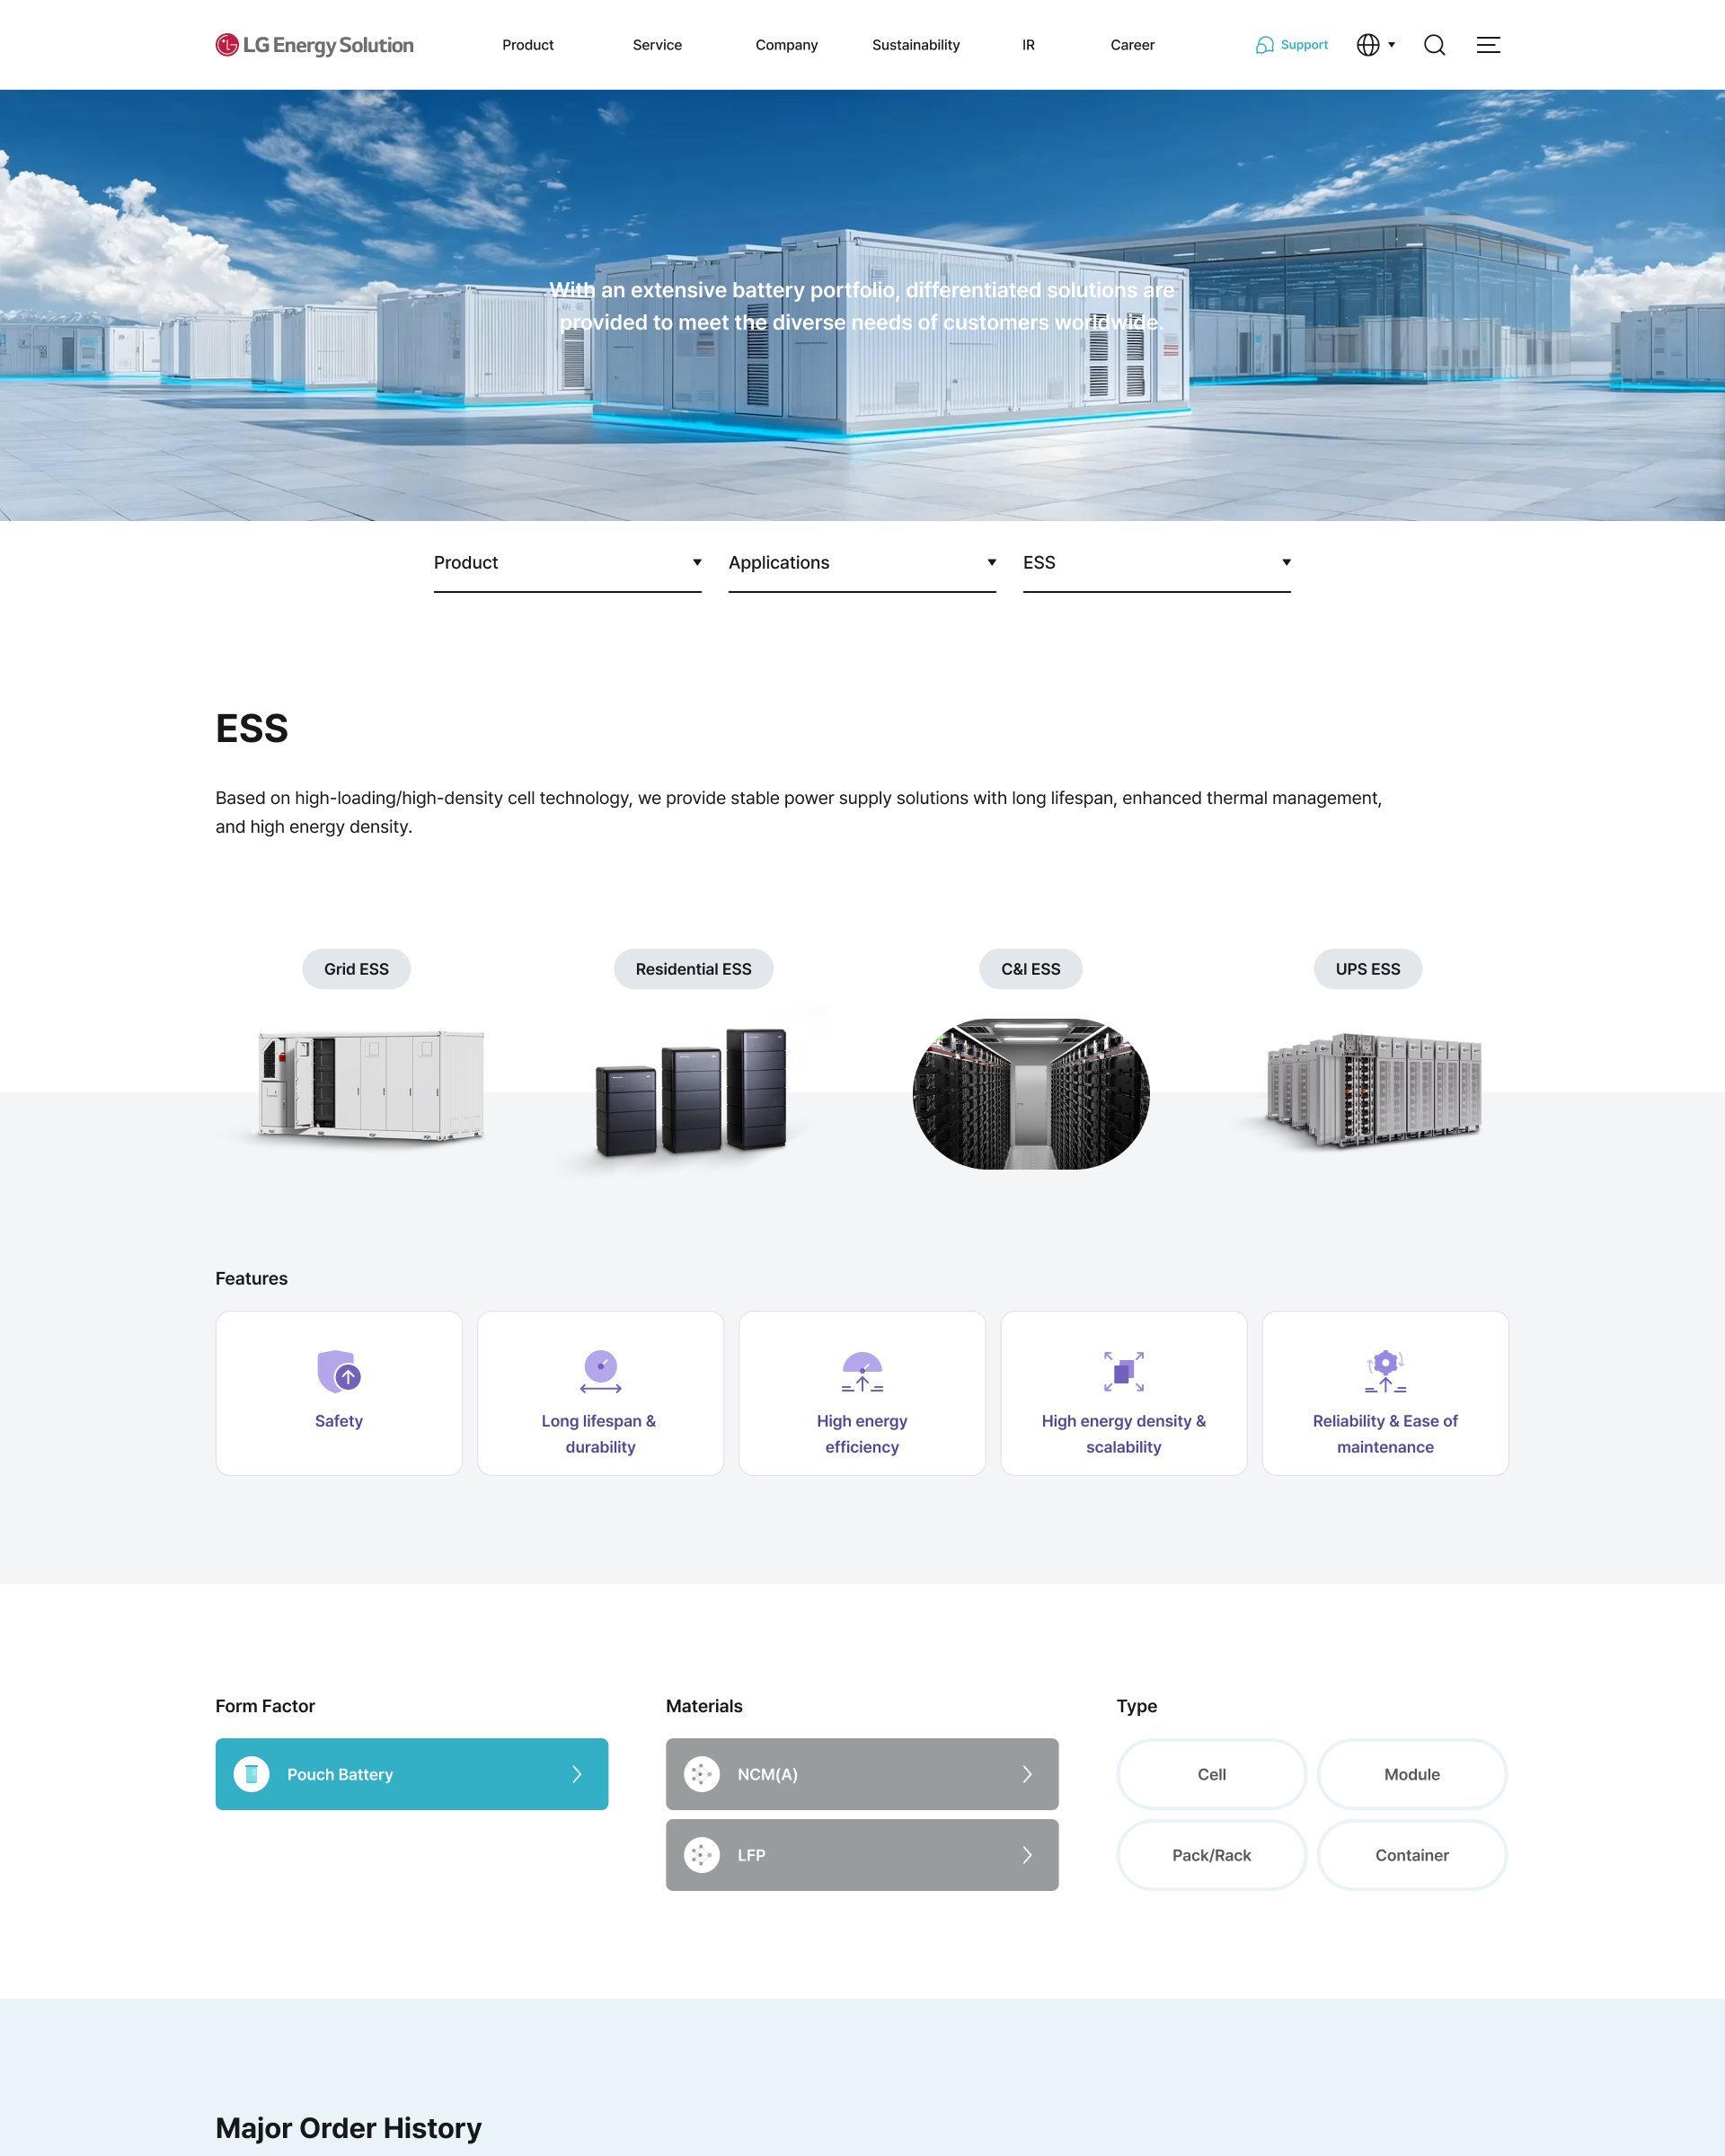 LG Energy Solution
Product
Service
Company
Sustainability
IR
Career
Support
With an extensive battery portfolio, differentiated solutions are
provided to meet the diverse needs of customers worldwide.
Product
Applications
ESS
ESS
Based on high-loading/high-density cell technology, we provide stable power supply solutions with long lifespan, enhanced thermal management,
and high energy density.
Grid ESS
Residential ESS
C&I ESS
UPS ESS
Features
Safety
Long lifespan &
durability
High energy
efficiency
High energy density &
scalability
Reliability & Ease of
maintenance
Form Factor
Pouch Battery
Materials
NCM(A)
LFP
Type
Cell
Module
Pack/Rack
Container
Major Order History